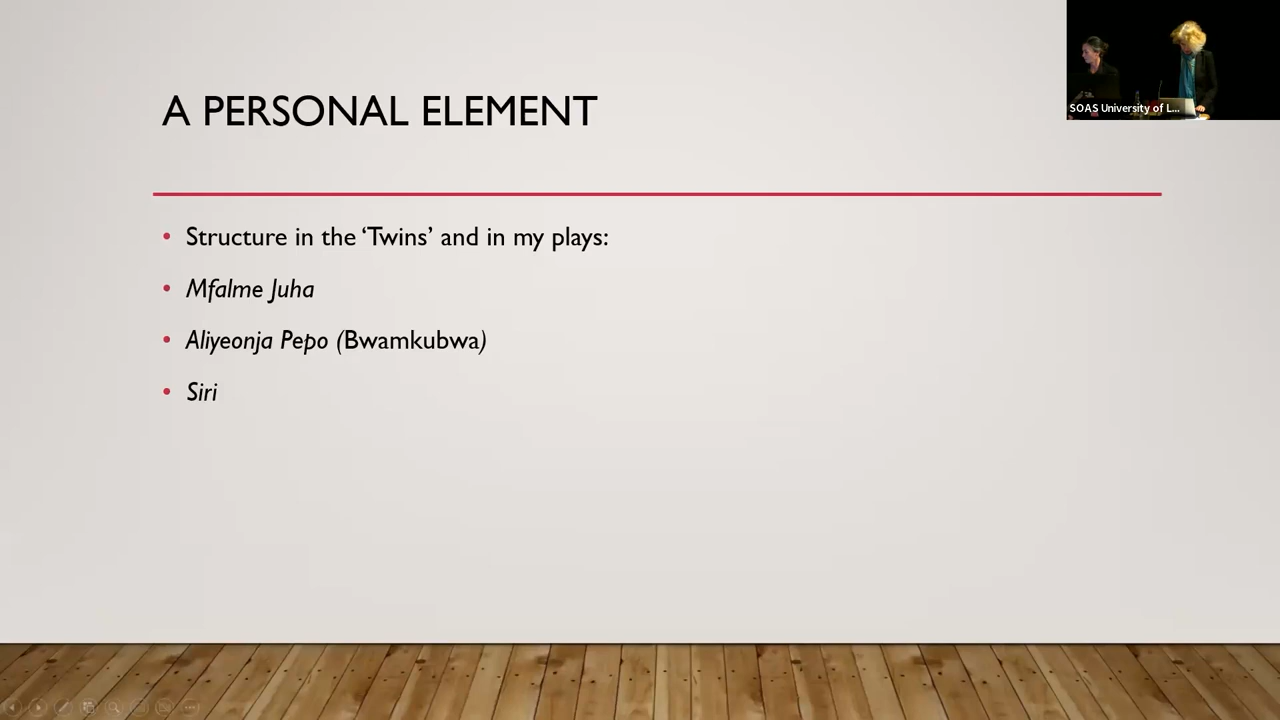 A PERSONAL ELEMENT
SOAS University of L...
• Structure in the ‘Twins’ and in my plays:
• Mfalme Juha
• Aliyeonja Pepo (Bwamkubwa)
• Siri